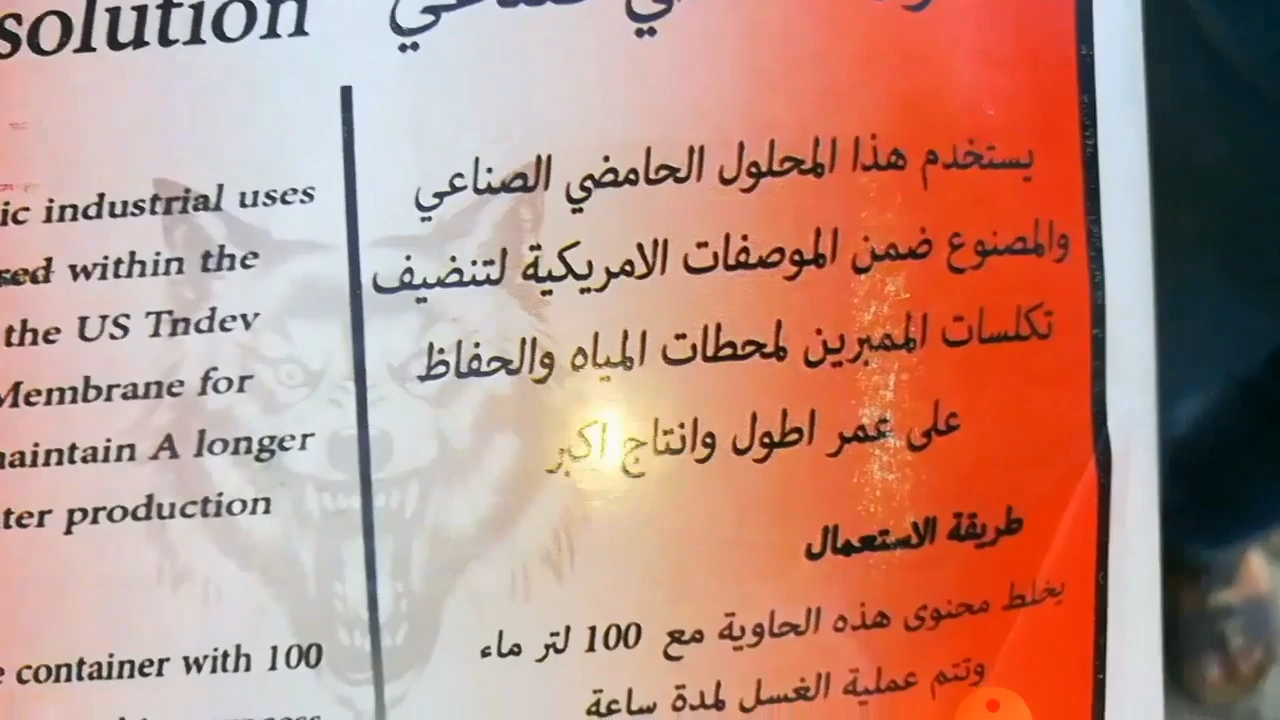 solution
ic industrial uses
sed within the
the US Tndev
Membrane for
maintain A longer
ter production
container with 100
يستخدم هذا المحلول الحامضي الصناعي
والمصنوع ضمن الموصفات الامريكية لتنضيف
تكلسات الممبرين لمحطات المياه والحفاظ
على عمر اطول وانتاج اكبر
طريقة الاستعمال
يخلط محتوى هذه الحاوية مع 100 لتر ماء
وتتم عملية الغسل لمدة ساعة